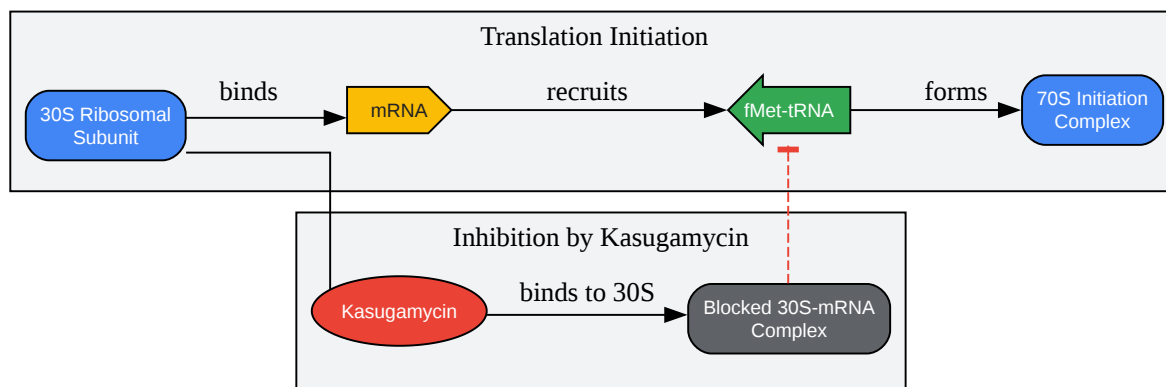 Translation Initiation
binds
recruits
forms
30S Ribosomal
Subunit
mRNA
fMet-tRNA
70S Initiation
Complex
Inhibition by Kasugamycin
binds to 30S
Kasugamycin
Blocked 30S-mRNA
Complex